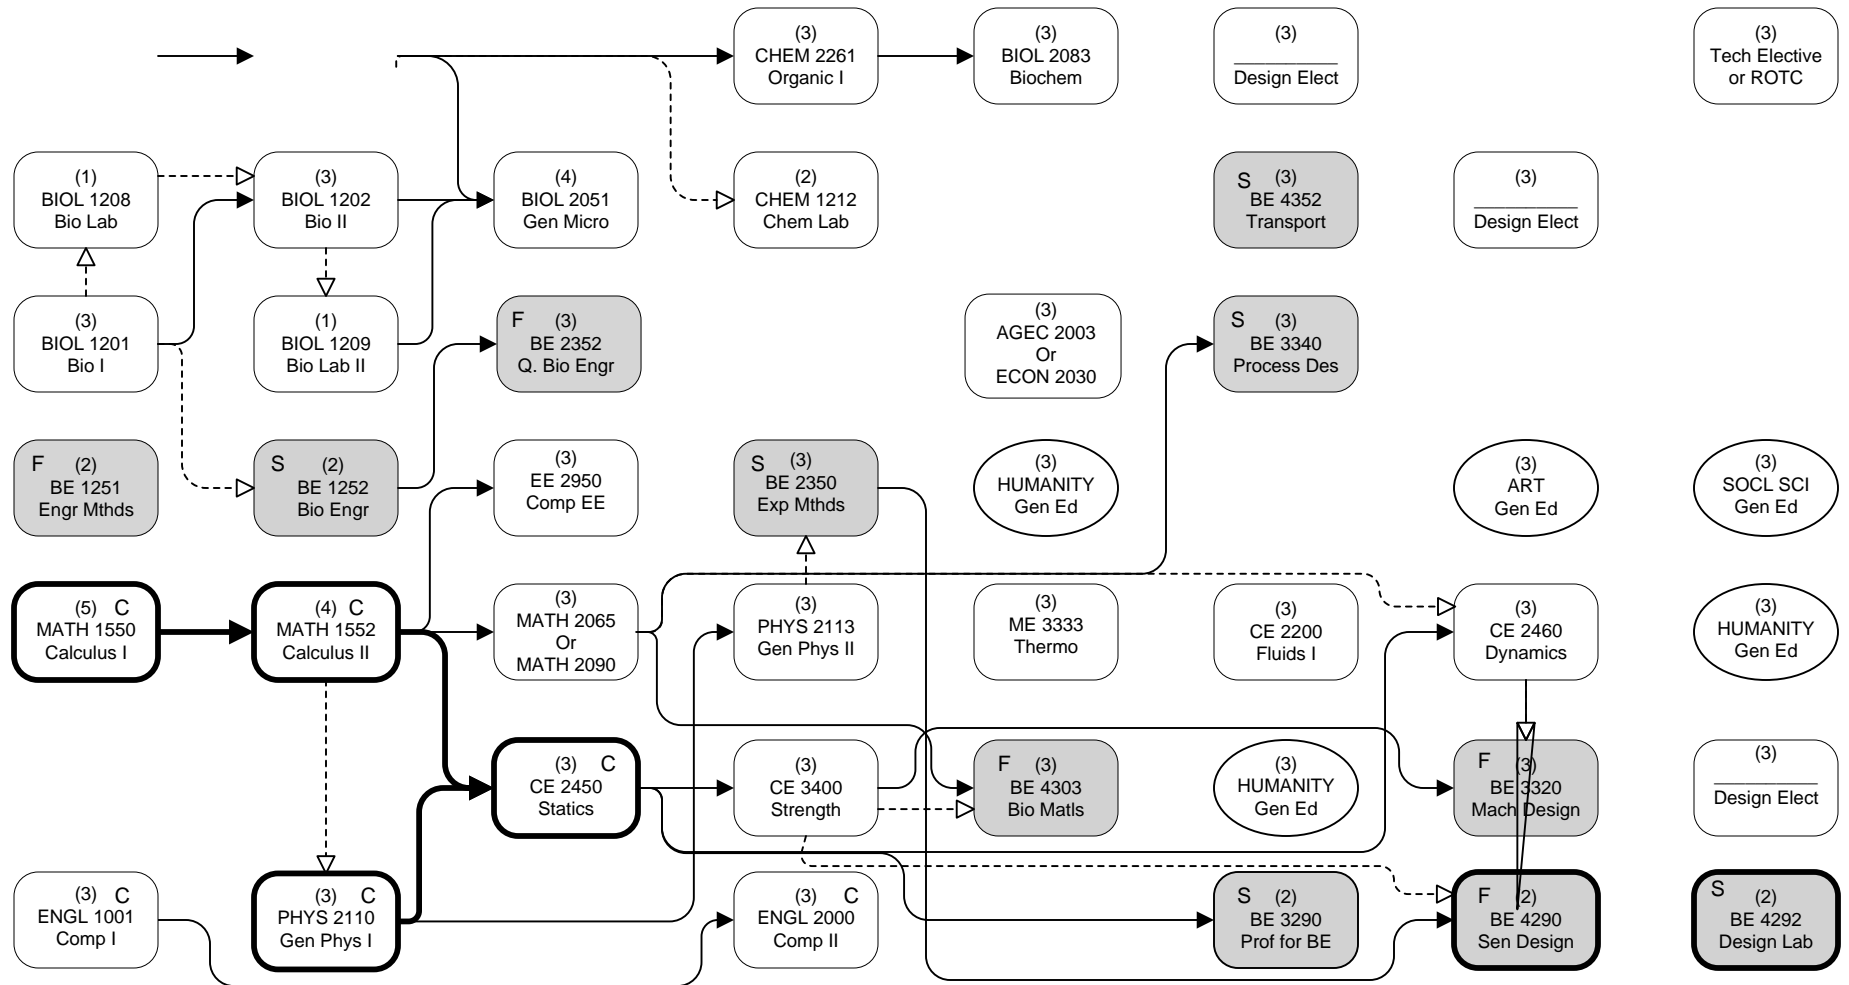 (3)
CHEM 2261
Organic I
(3)
BIOL 2083
Biochem
(3)
__________
Design Elect
(3)
Tech Elective
or ROTC
(1)
BIOL 1208
Bio Lab
(3)
BIOL 1202
Bio II
(4)
BIOL 2051
Gen Micro
(2)
CHEM 1212
Chem Lab
S (3)
BE 4352
Transport
(3)
__________
Design Elect
(3)
BIOL 1201
Bio I
(1)
BIOL 1209
Bio Lab II
F (3)
BE 2352
Q. Bio Engr
(3)
AGEC 2003
Or
ECON 2030
S (3)
BE 3340
Process Des
F (2)
BE 1251
Engr Mthds
S (2)
BE 1252
Bio Engr
(3)
EE 2950
Comp EE
S (3)
BE 2350
Exp Mthds
(3)
HUMANITY
Gen Ed
(3)
ART
Gen Ed
(3)
SOCL SCI
Gen Ed
(5) C
MATH 1550
Calculus I
(4) C
MATH 1552
Calculus II
(3)
MATH 2065
Or
MATH 2090
(3)
PHYS 2113
Gen Phys II
(3)
ME 3333
Thermo
(3)
CE 2200
Fluids I
(3)
CE 2460
Dynamics
(3)
HUMANITY
Gen Ed
(3) C
CE 2450
Statics
(3)
CE 3400
Strength
F (3)
BE 4303
Bio Matls
(3)
HUMANITY
Gen Ed
F (3)
BE 3320
Mach Design
(3)
__________
Design Elect
(3) C
ENGL 1001
Comp I
(3) C
PHYS 2110
Gen Phys I
(3) C
ENGL 2000
Comp II
S (2)
BE 3290
Prof for BE
F (2)
BE 4290
Sen Design
S (2)
BE 4292
Design Lab